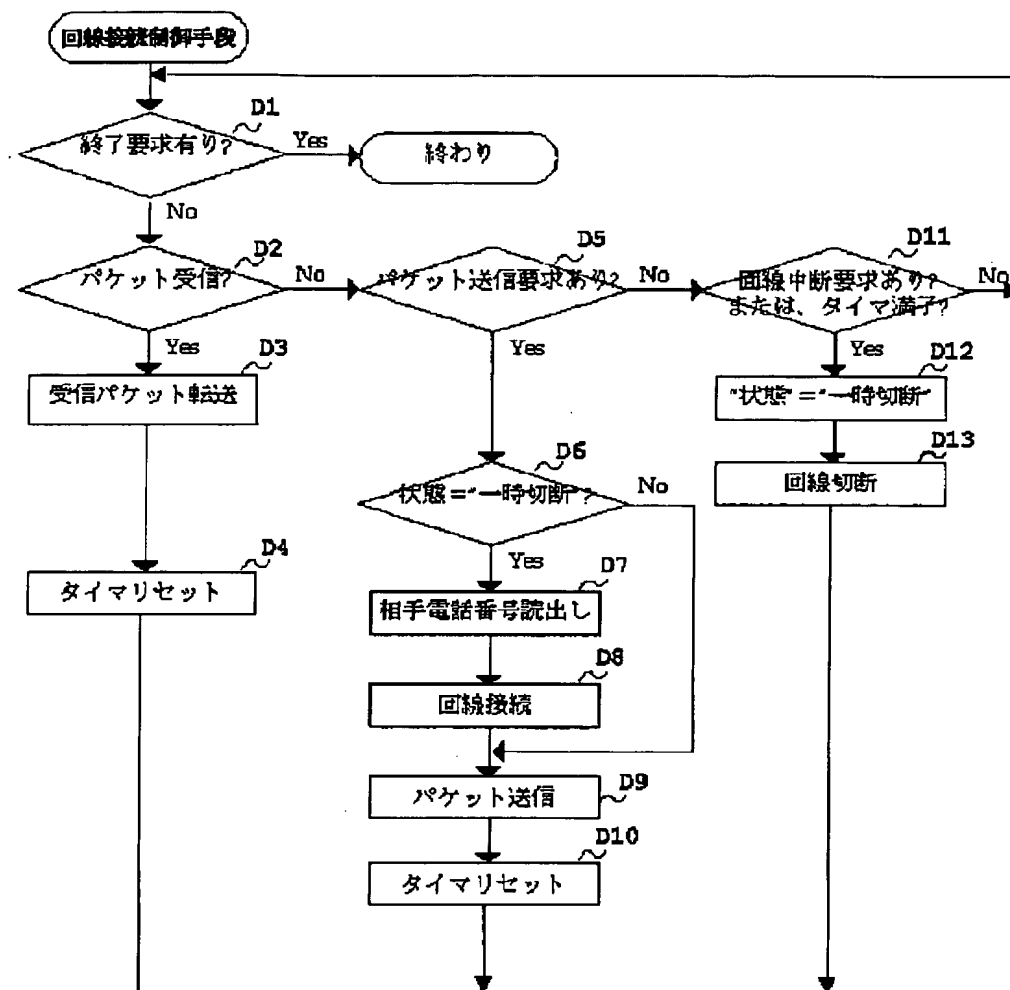 回線接続制御手段
D1
終了要求有り?
Yes
終わり
No
D2
パケット受信?
No
D5
パケット送信要求あり?
No
D11
回線中断要求あり?
または、タイマ満了?
No
Yes
D3
受信パケット転送
Yes
Yes
D12
"状態"="一時切断"
D13
回線切断
D6
状態="一時切断"?
No
Yes
D4
タイマリセット
D7
相手電話番号読出し
D8
回線接続
パケット送信
D9
D10
タイマリセット